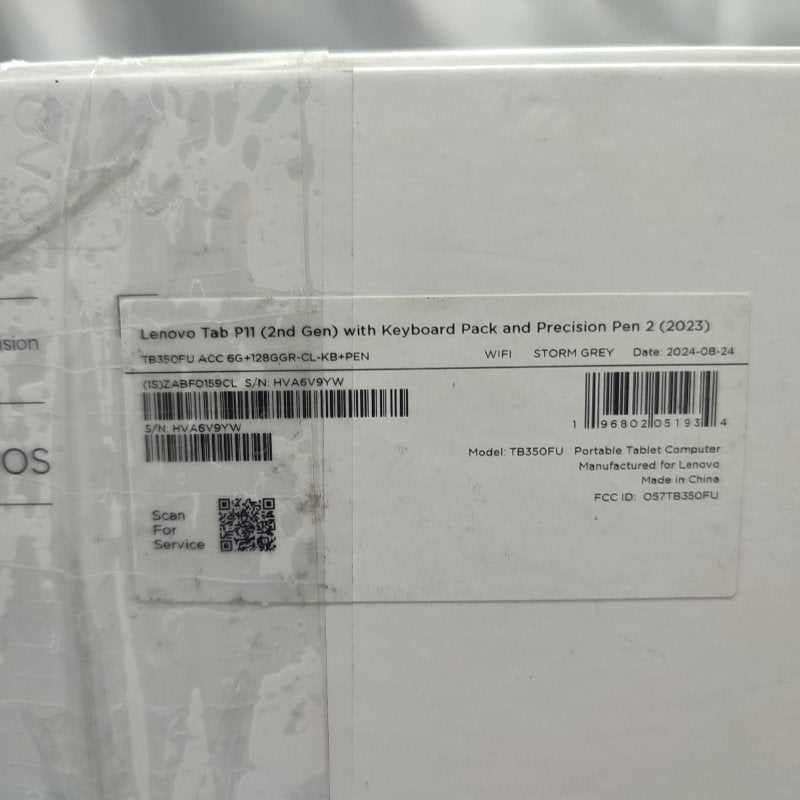 ovo
ision
OS
Lenovo Tab P11 (2nd Gen) with Keyboard Pack and Precision Pen 2 (2023)
TB350FU ACC 6G+128GGR-CL-KB+PEN WIFI STORM GREY Date: 2024-08-24
(1S)ZABF0159CL S/N: HVA6V9YW
S/N: HVA6V9YW
1 96802 05193 4
Model: TB350FU Portable Tablet Computer
Manufactured for Lenovo
Made in China
FCC ID: O57TB350FU
Scan
For
Service